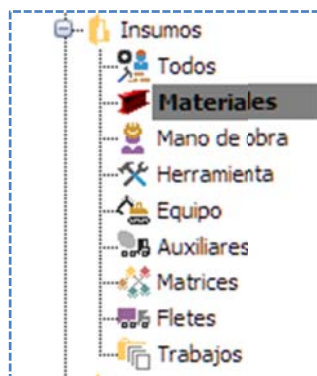 Insumos
Todos
Materiales
Mano de obra
Herramienta
Equipo
Auxiliares
Matrices
Fletes
Trabajos